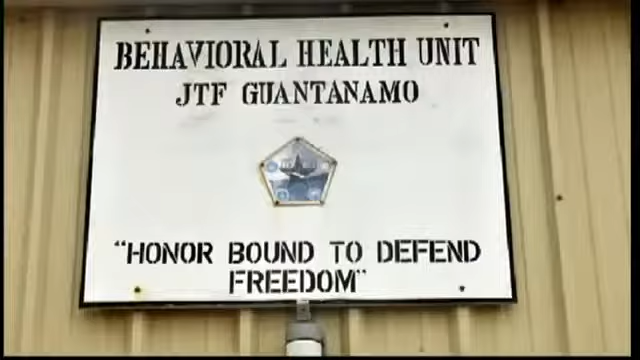 BEHAVIORAL HEALTH UNIT
JTF GUANTANAMO
“HONOR BOUND TO DEFEND
FREEDOM”